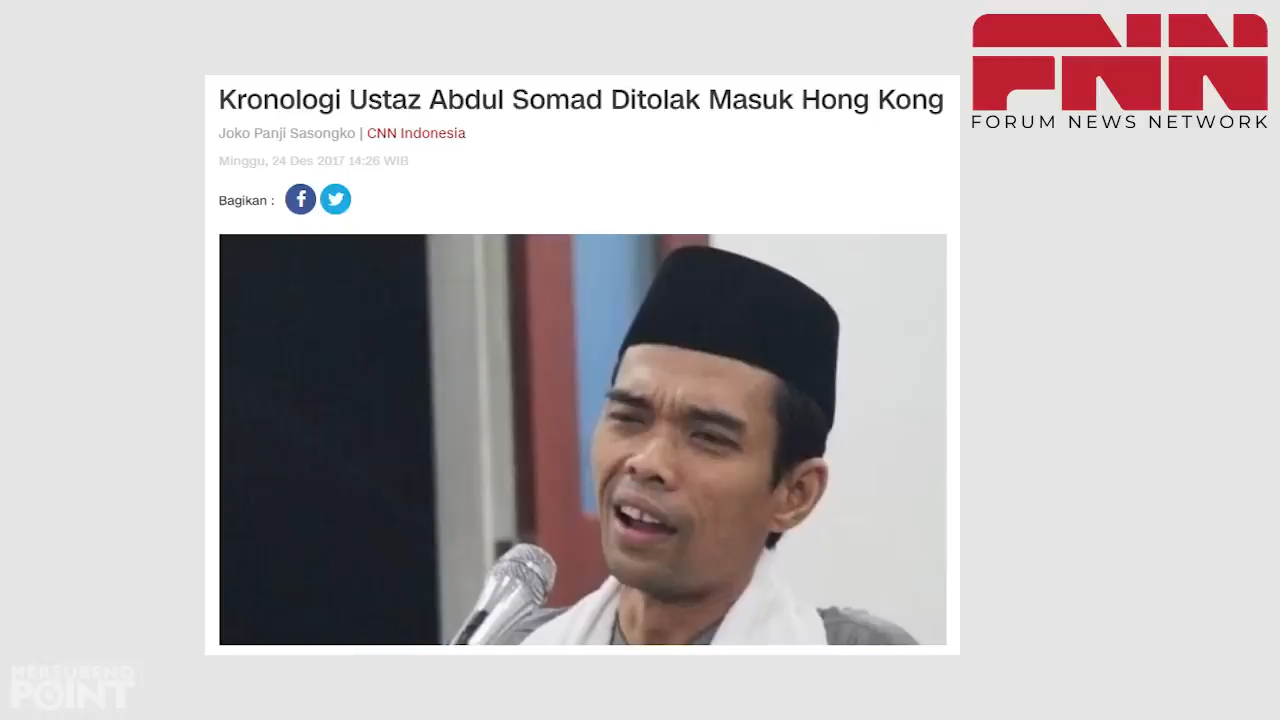 Kronologi Ustaz Abdul Somad Ditolak Masuk Hong Kong
Joko Panji Sasongko | CNN Indonesia
Minggu, 24 Des 2017 14:26 WIB
Bagikan :
FNN
FORUM NEWS NETWORK
HERSUBENO
POINT